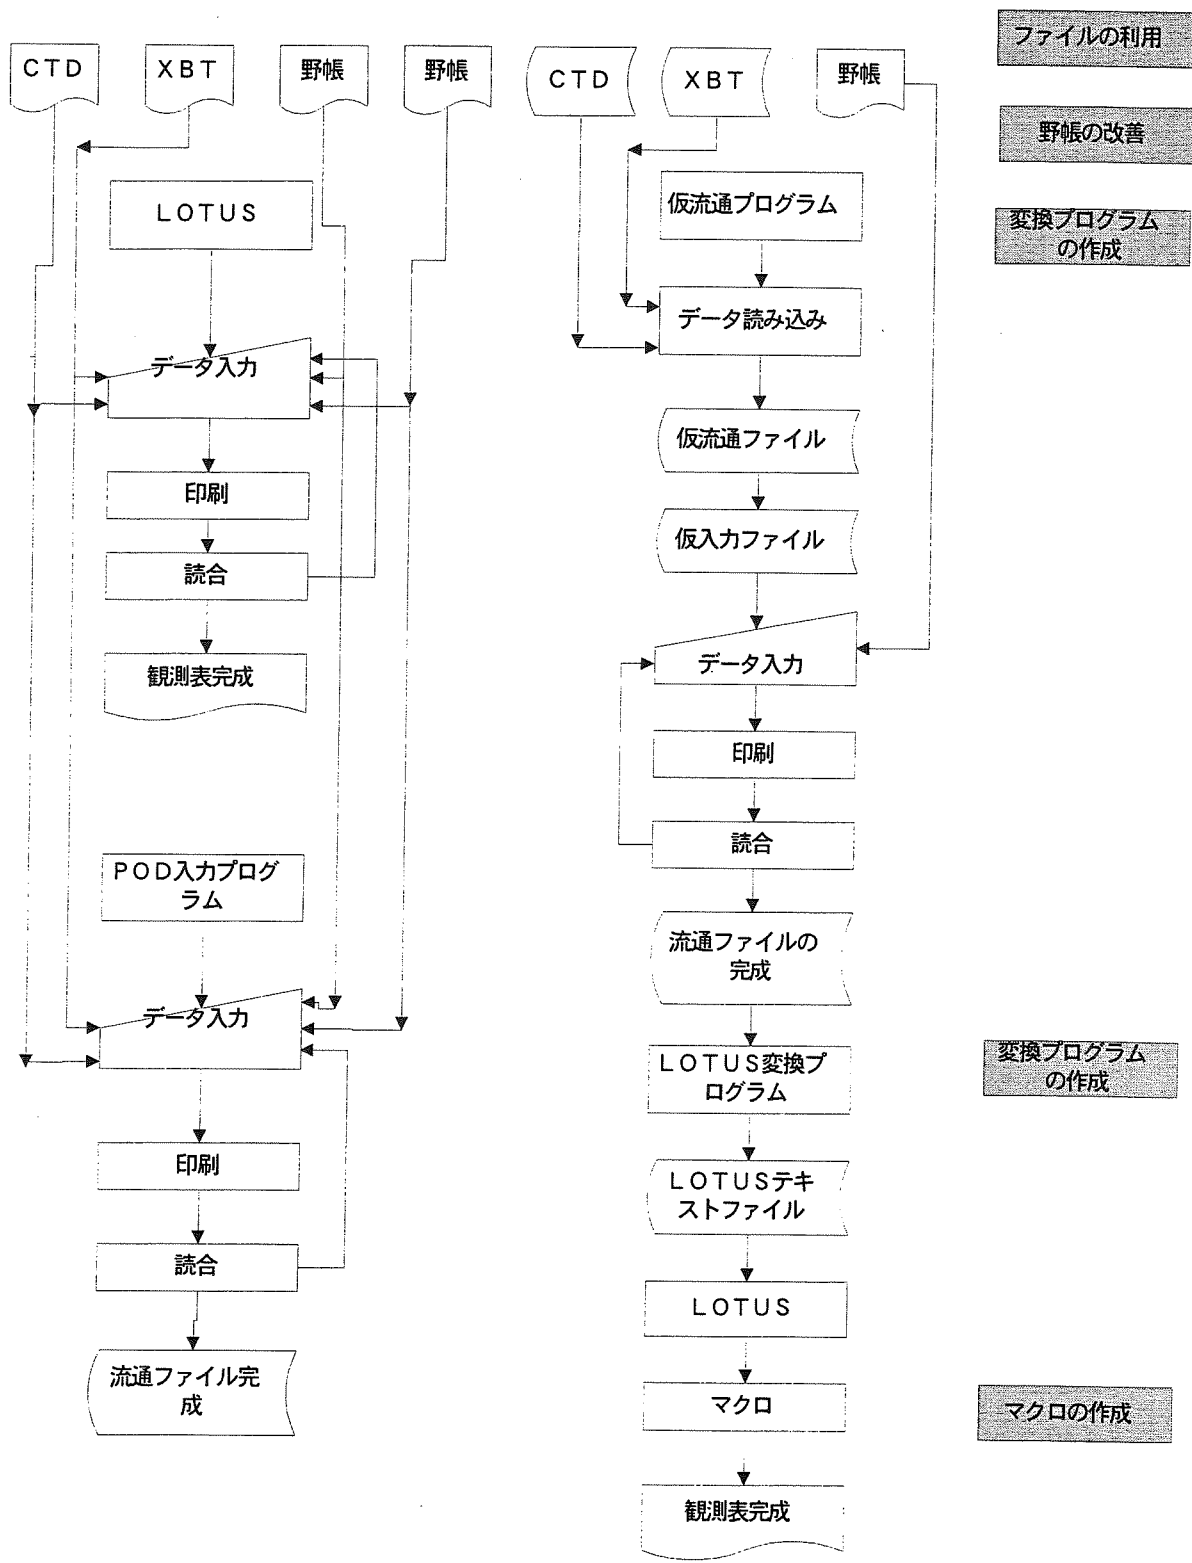 ＣＴＤ
ＸＢＴ
野帳
野帳
ＬＯＴＵＳ
データ入力
印刷
読合
観測表完成
ＰＯＤ入力プログ
ラム
データ入力
印刷
読合
流通ファイル完
成
ＣＴＤ
ＸＢＴ
野帳
仮流通プログラム
データ読み込み
仮流通ファイル
仮入力ファイル
データ入力
印刷
読合
流通ファイルの
完成
ＬＯＴＵＳ変換プ
ログラム
ＬＯＴＵＳテキ
ストファイル
ＬＯＴＵＳ
マクロ
観測表完成
ファイルの利用
野帳の改善
変換プログラム
の作成
変換プログラム
の作成
マクロの作成